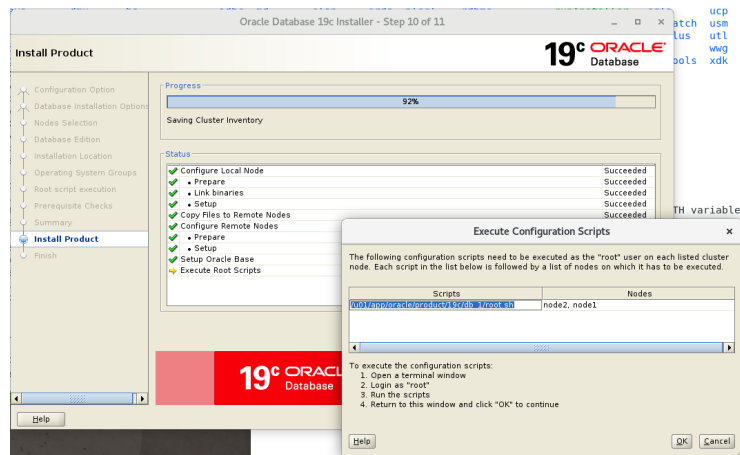 ucp
Oracle Database 19c Installer - Step 10 of 11
atch usm
lus utl
wwg
ools xdk
Install Product
19c ORACLE
Database
Configuration Option
Database Installation Options
Nodes Selection
Database Edition
Installation Location
Operating System Groups
Root script execution
Prerequisite Checks
Summary
Install Product
Finish
Progress
92%
Saving Cluster Inventory
Status
Configure Local Node Succeeded
• Prepare Succeeded
• Link binaries Succeeded
• Setup Succeeded
Copy Files to Remote Nodes Succeeded
Configure Remote Nodes
• Prepare
• Setup
Setup Oracle Base
Execute Root Scripts
TH variable
19c ORACL
Database
Help
Execute Configuration Scripts
The following configuration scripts need to be executed as the "root" user on each listed cluster
node. Each script in the list below is followed by a list of nodes on which it has to be executed.
Scripts Nodes
/u01/app/oracle/product/19c/db_1/root.sh node2, node1
To execute the configuration scripts:
1. Open a terminal window
2. Login as "root"
3. Run the scripts
4. Return to this window and click "OK" to continue
Help OK Cancel